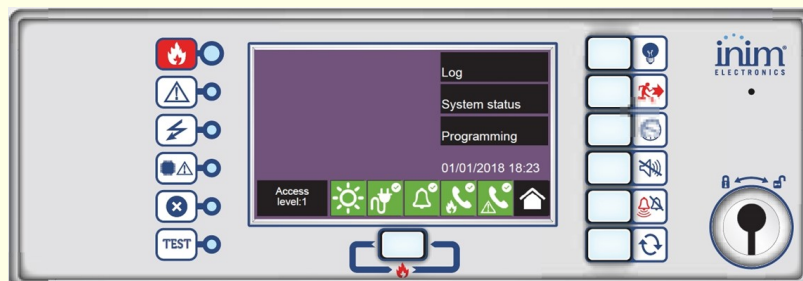 inim
ELECTRONICS
Log
System status
Programming
01/01/2018 18:23
Access
level:1
TEST